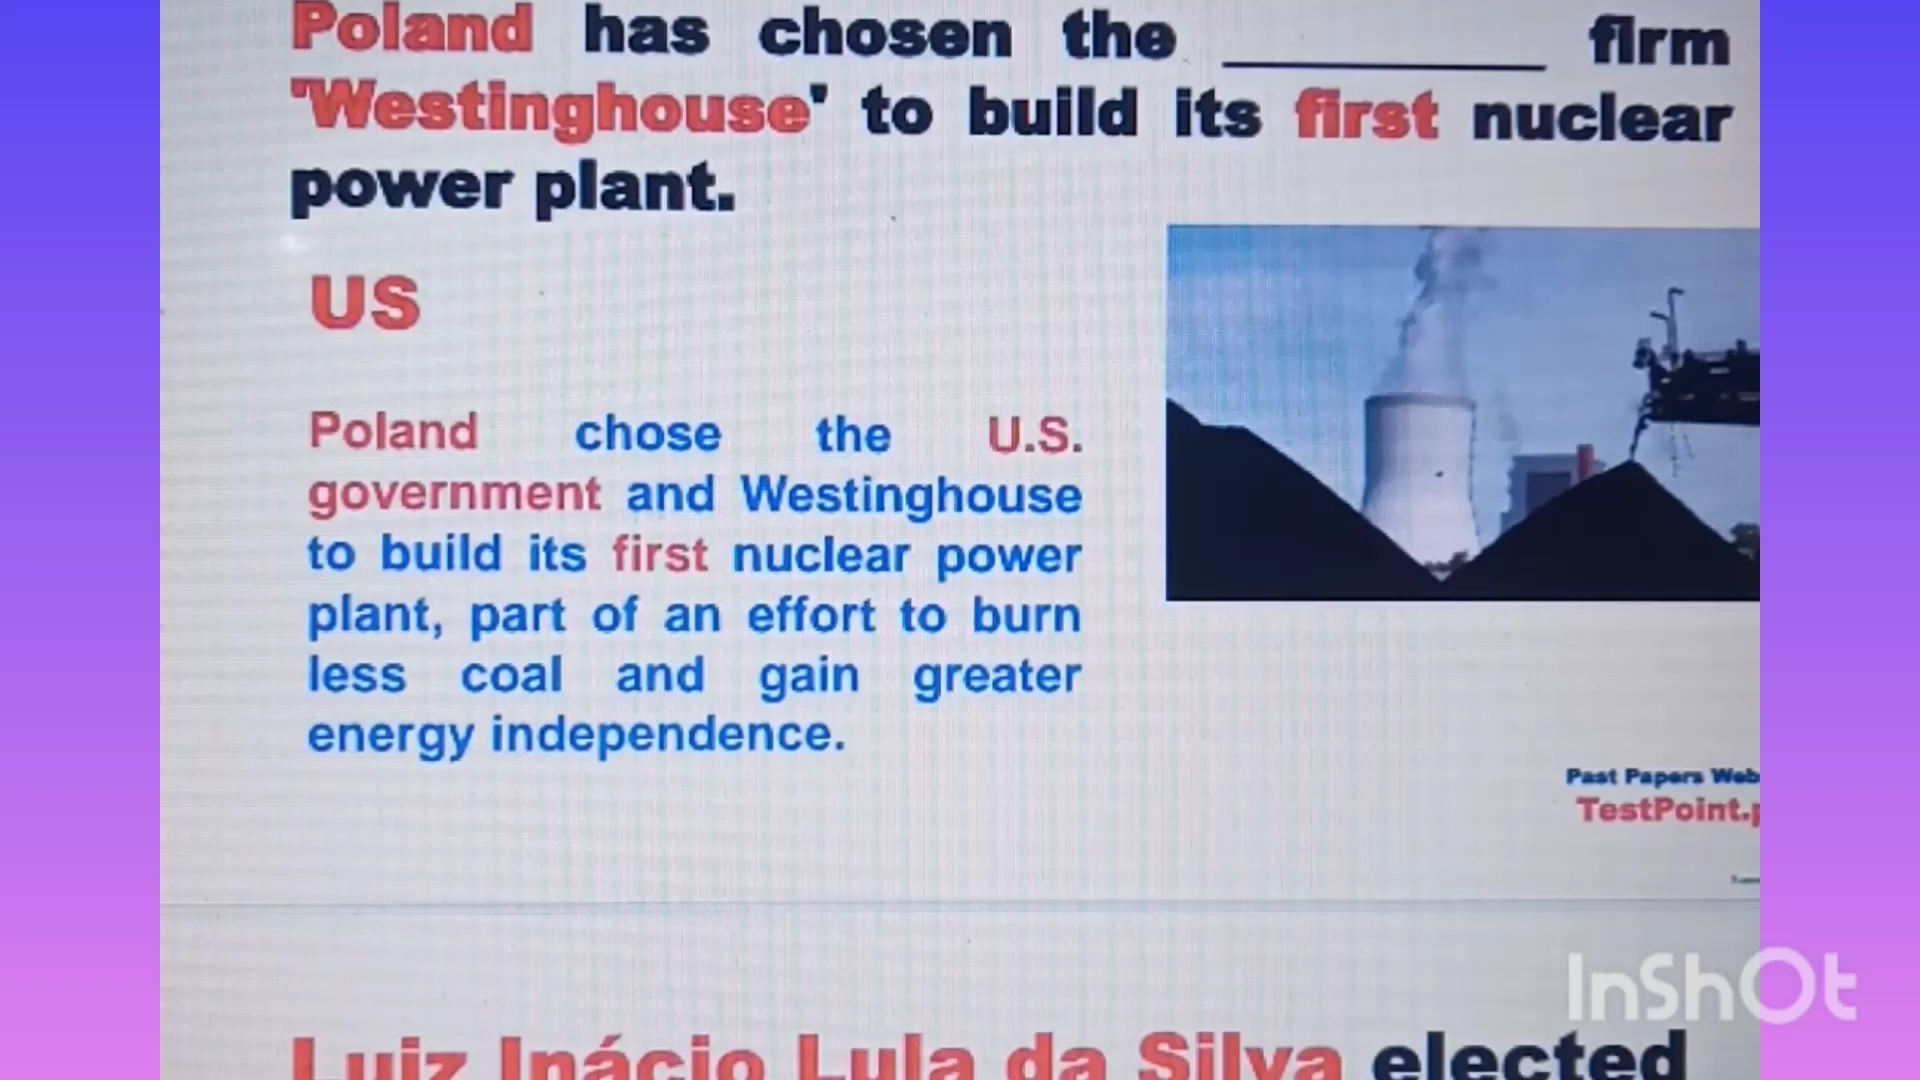 Poland has chosen the __________ firm
'Westinghouse' to build its first nuclear
power plant.
US
Poland chose the U.S.
government and Westinghouse
to build its first nuclear power
plant, part of an effort to burn
less coal and gain greater
energy independence.
Past Papers Web
TestPoint.p
InShOt
Luiz Inácio Lula da Silva elected